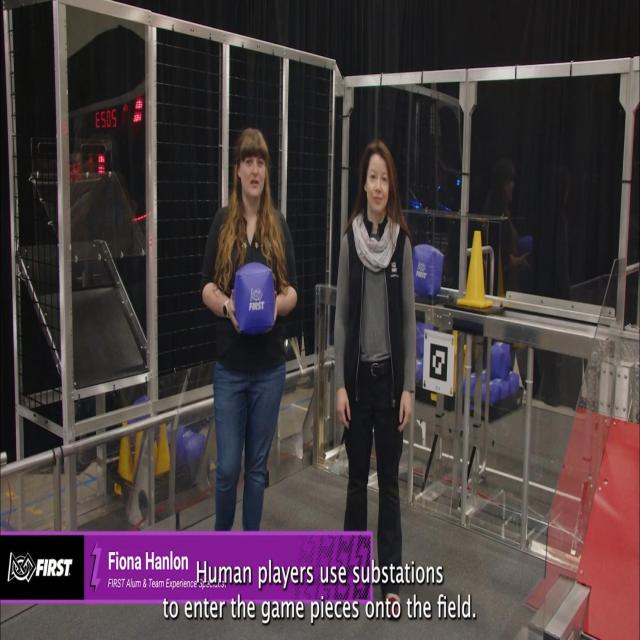 E505
FIRST
FIRST
FIRST
Fiona Hanlon
FIRST Alum & Team Experience
Human players use substations
to enter the game pieces onto the field.